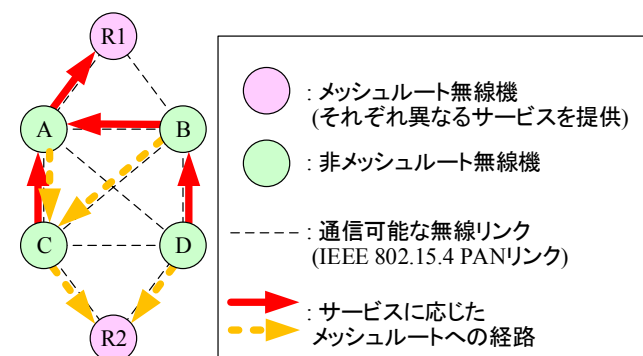 R1
A
B
C
D
R2
: メッシュルート無線機
(それぞれ異なるサービスを提供)
: 非メッシュルート無線機
: 通信可能な無線リンク
(IEEE 802.15.4 PANリンク)
: サービスに応じた
メッシュルートへの経路